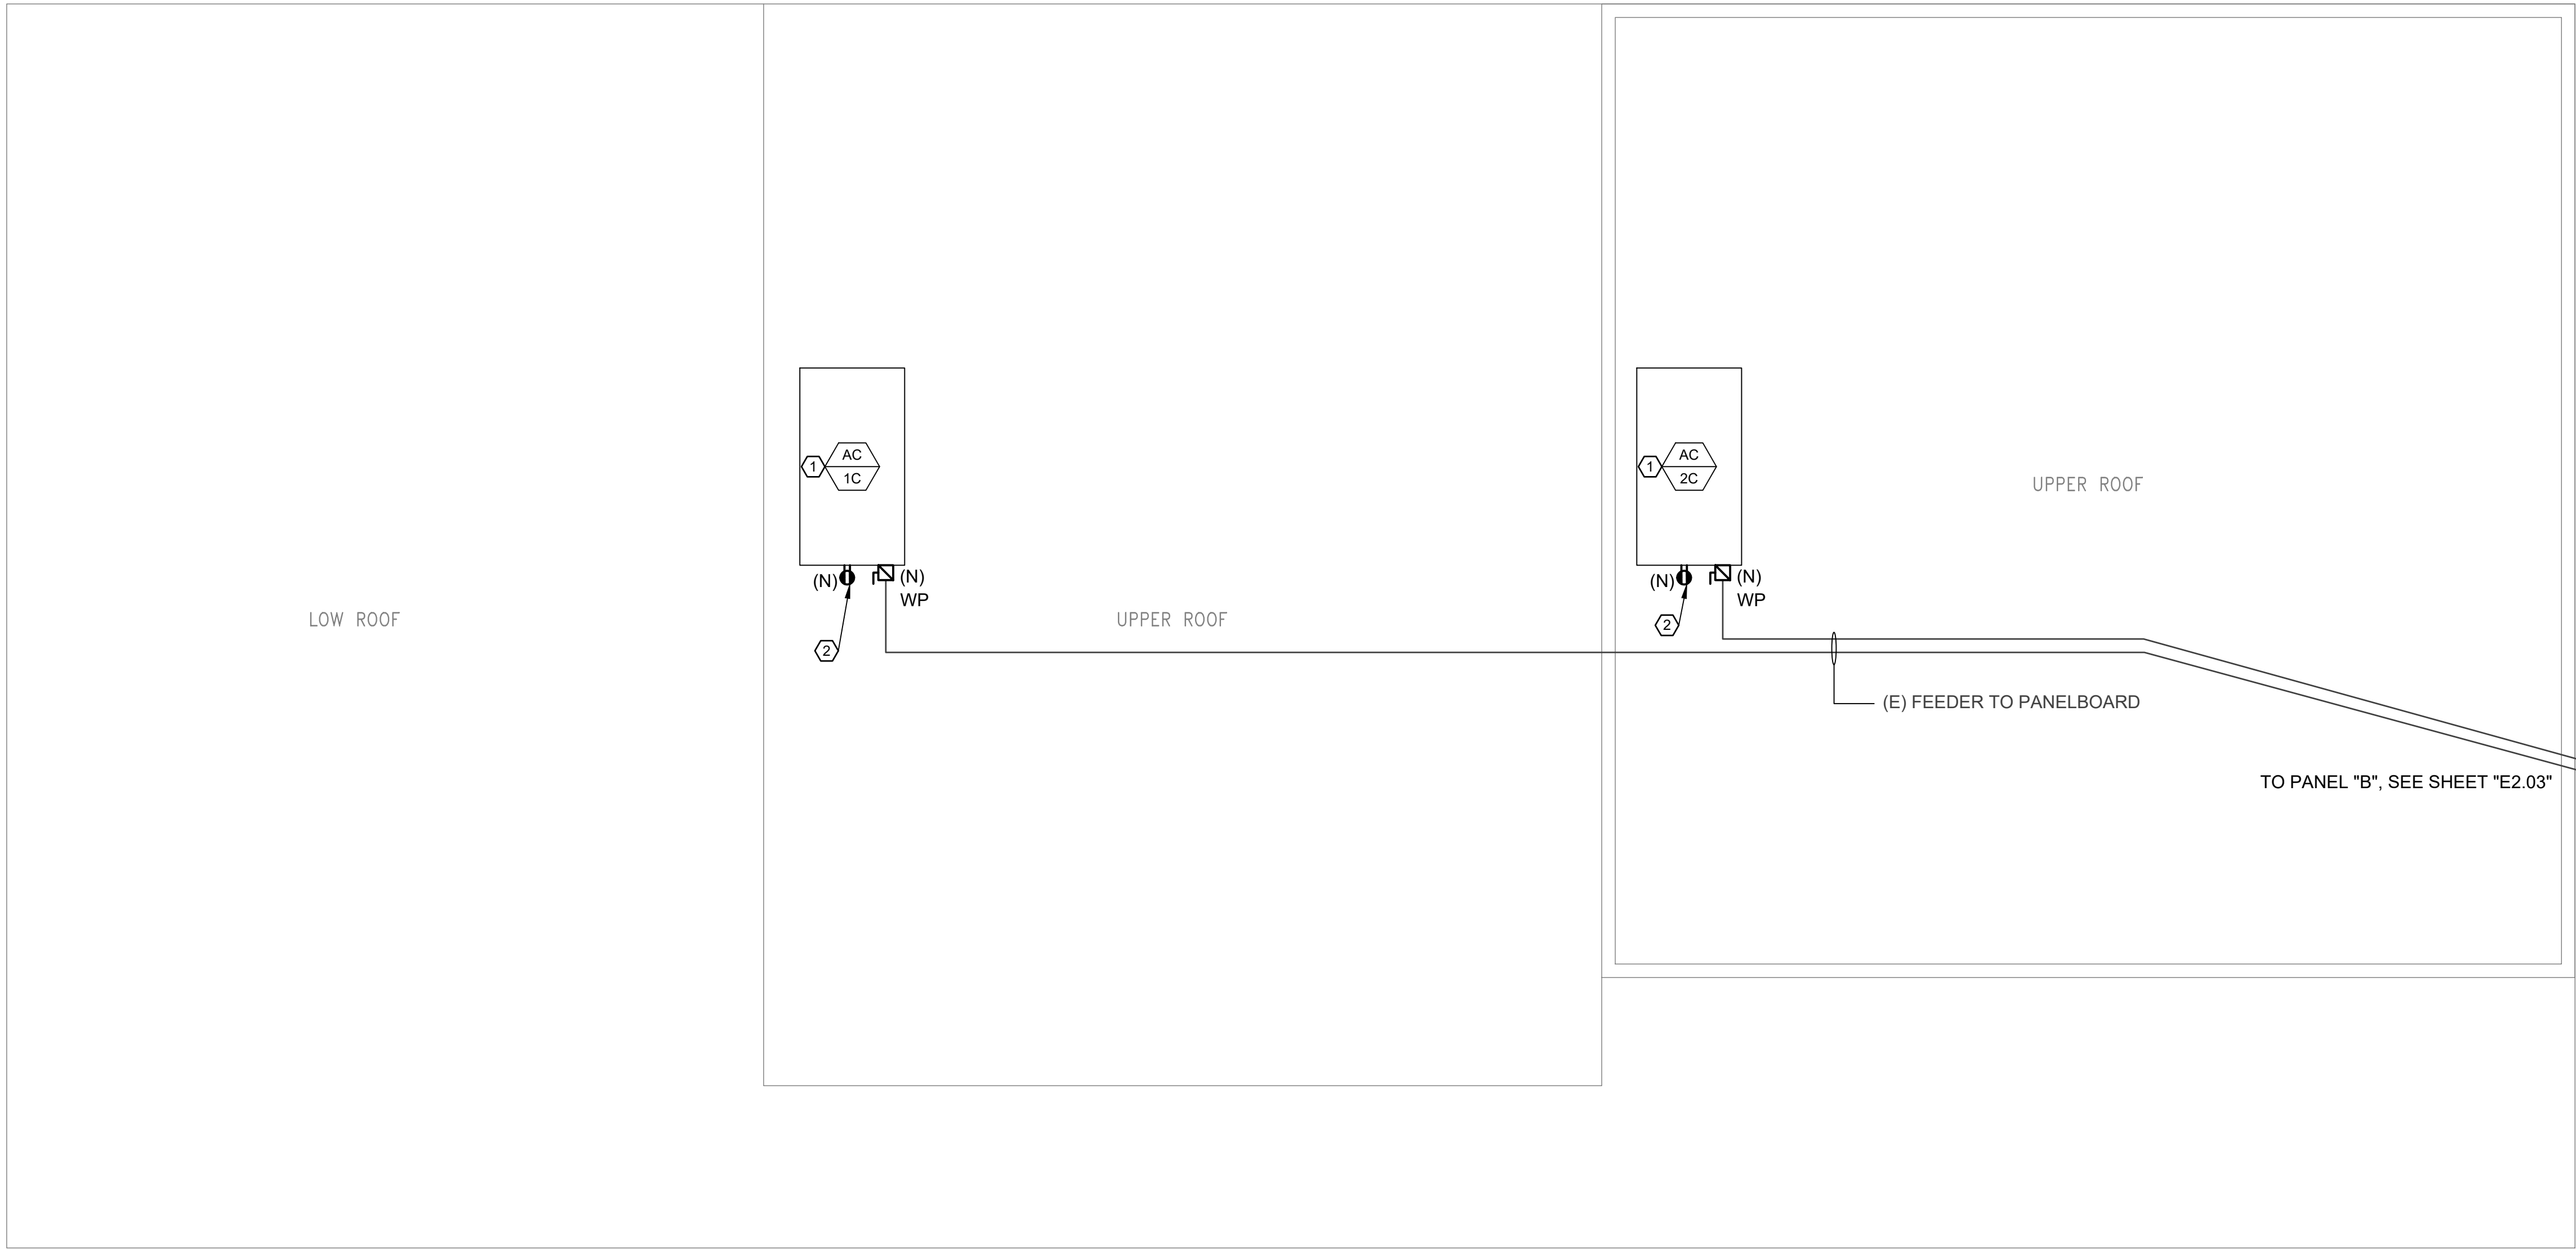 LOW ROOF
1
AC
1C
(N)
(N)
WP
2
UPPER ROOF
1
AC
2C
(N)
(N)
WP
2
UPPER ROOF
(E) FEEDER TO PANELBOARD
TO PANEL "B", SEE SHEET "E2.03"